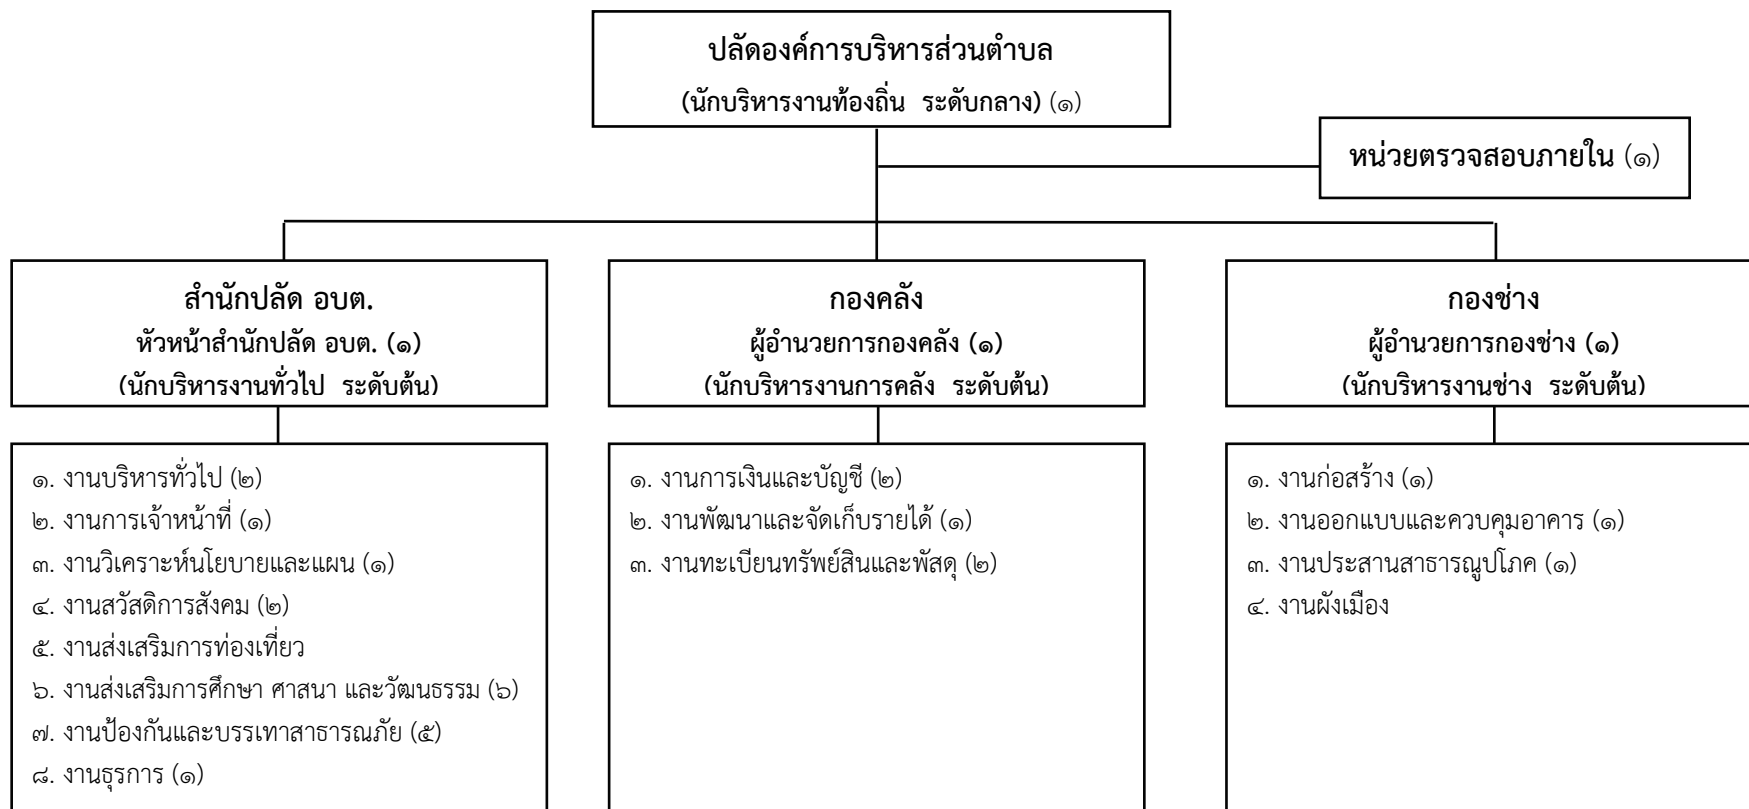 ปลัดองค์การบริหารส่วนตำบล
(นักบริหารงานท้องถิ่น ระดับกลาง) (๑)
หน่วยตรวจสอบภายใน (๑)
สำนักปลัด อบต.
หัวหน้าสำนักปลัด อบต. (๑)
(นักบริหารงานทั่วไป ระดับต้น)
๑. งานบริหารทั่วไป (๒)
๒. งานการเจ้าหน้าที่ (๑)
๓. งานวิเคราะห์นโยบายและแผน (๑)
๔. งานสวัสดิการสังคม (๒)
๕. งานส่งเสริมการท่องเที่ยว
๖. งานส่งเสริมการศึกษา ศาสนา และวัฒนธรรม (๖)
๗. งานป้องกันและบรรเทาสาธารณภัย (๕)
๘. งานธุรการ (๑)
กองคลัง
ผู้อำนวยการกองคลัง (๑)
(นักบริหารงานการคลัง ระดับต้น)
๑. งานการเงินและบัญชี (๒)
๒. งานพัฒนาและจัดเก็บรายได้ (๑)
๓. งานทะเบียนทรัพย์สินและพัสดุ (๒)
กองช่าง
ผู้อำนวยการกองช่าง (๑)
(นักบริหารงานช่าง ระดับต้น)
๑. งานก่อสร้าง (๑)
๒. งานออกแบบและควบคุมอาคาร (๑)
๓. งานประสานสาธารณูปโภค (๑)
๔. งานผังเมือง